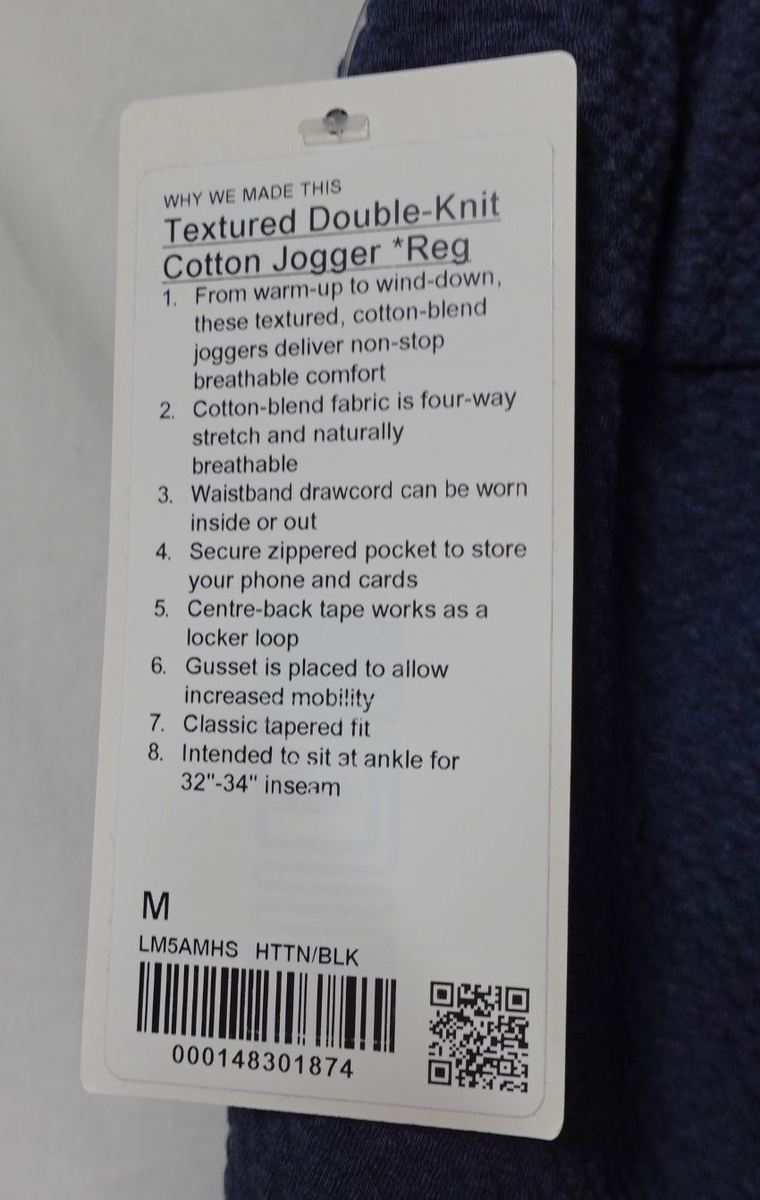 WHY WE MADE THIS
Textured Double-Knit
Cotton Jogger *Reg
1. From warm-up to wind-down,
these textured, cotton-blend
joggers deliver non-stop
breathable comfort
2. Cotton-blend fabric is four-way
stretch and naturally
breathable
3. Waistband drawcord can be worn
inside or out
4. Secure zippered pocket to store
your phone and cards
5. Centre-back tape works as a
locker loop
6. Gusset is placed to allow
increased mobility
7. Classic tapered fit
8. Intended to sit at ankle for
32"-34" inseam
M
LM5AMHS HTTN/BLK
000148301874